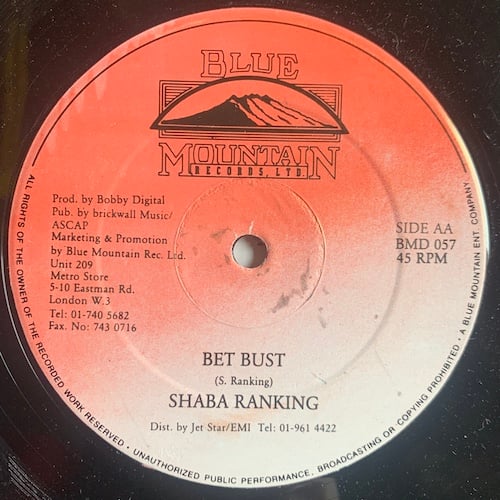 BLUE
MOUNTAIN
RECORDS, LTD.
Prod. by Bobby Digital
Pub. by brickwall Music/
ASCAP
Marketing & Promotion
by Blue Mountain Rec. Ltd.
Unit 209
Metro Store
5-10 Eastman Rd.
London W.3
Tel: 01-740 5682
Fax. No: 743 0716
SIDE AA
BMD 057
45 RPM
BET BUST
(S. Ranking)
SHABA RANKING
Dist. by Jet Star/EMI Tel: 01-961 4422
ALL RIGHTS OF THE OWNER OF THE RECORDED WORK RESERVED • UNAUTHORIZED PUBLIC PERFORMANCE, BROADCASTING OR COPYING PROHIBITED • A BLUE MOUNTAIN ENT. COMPANY.